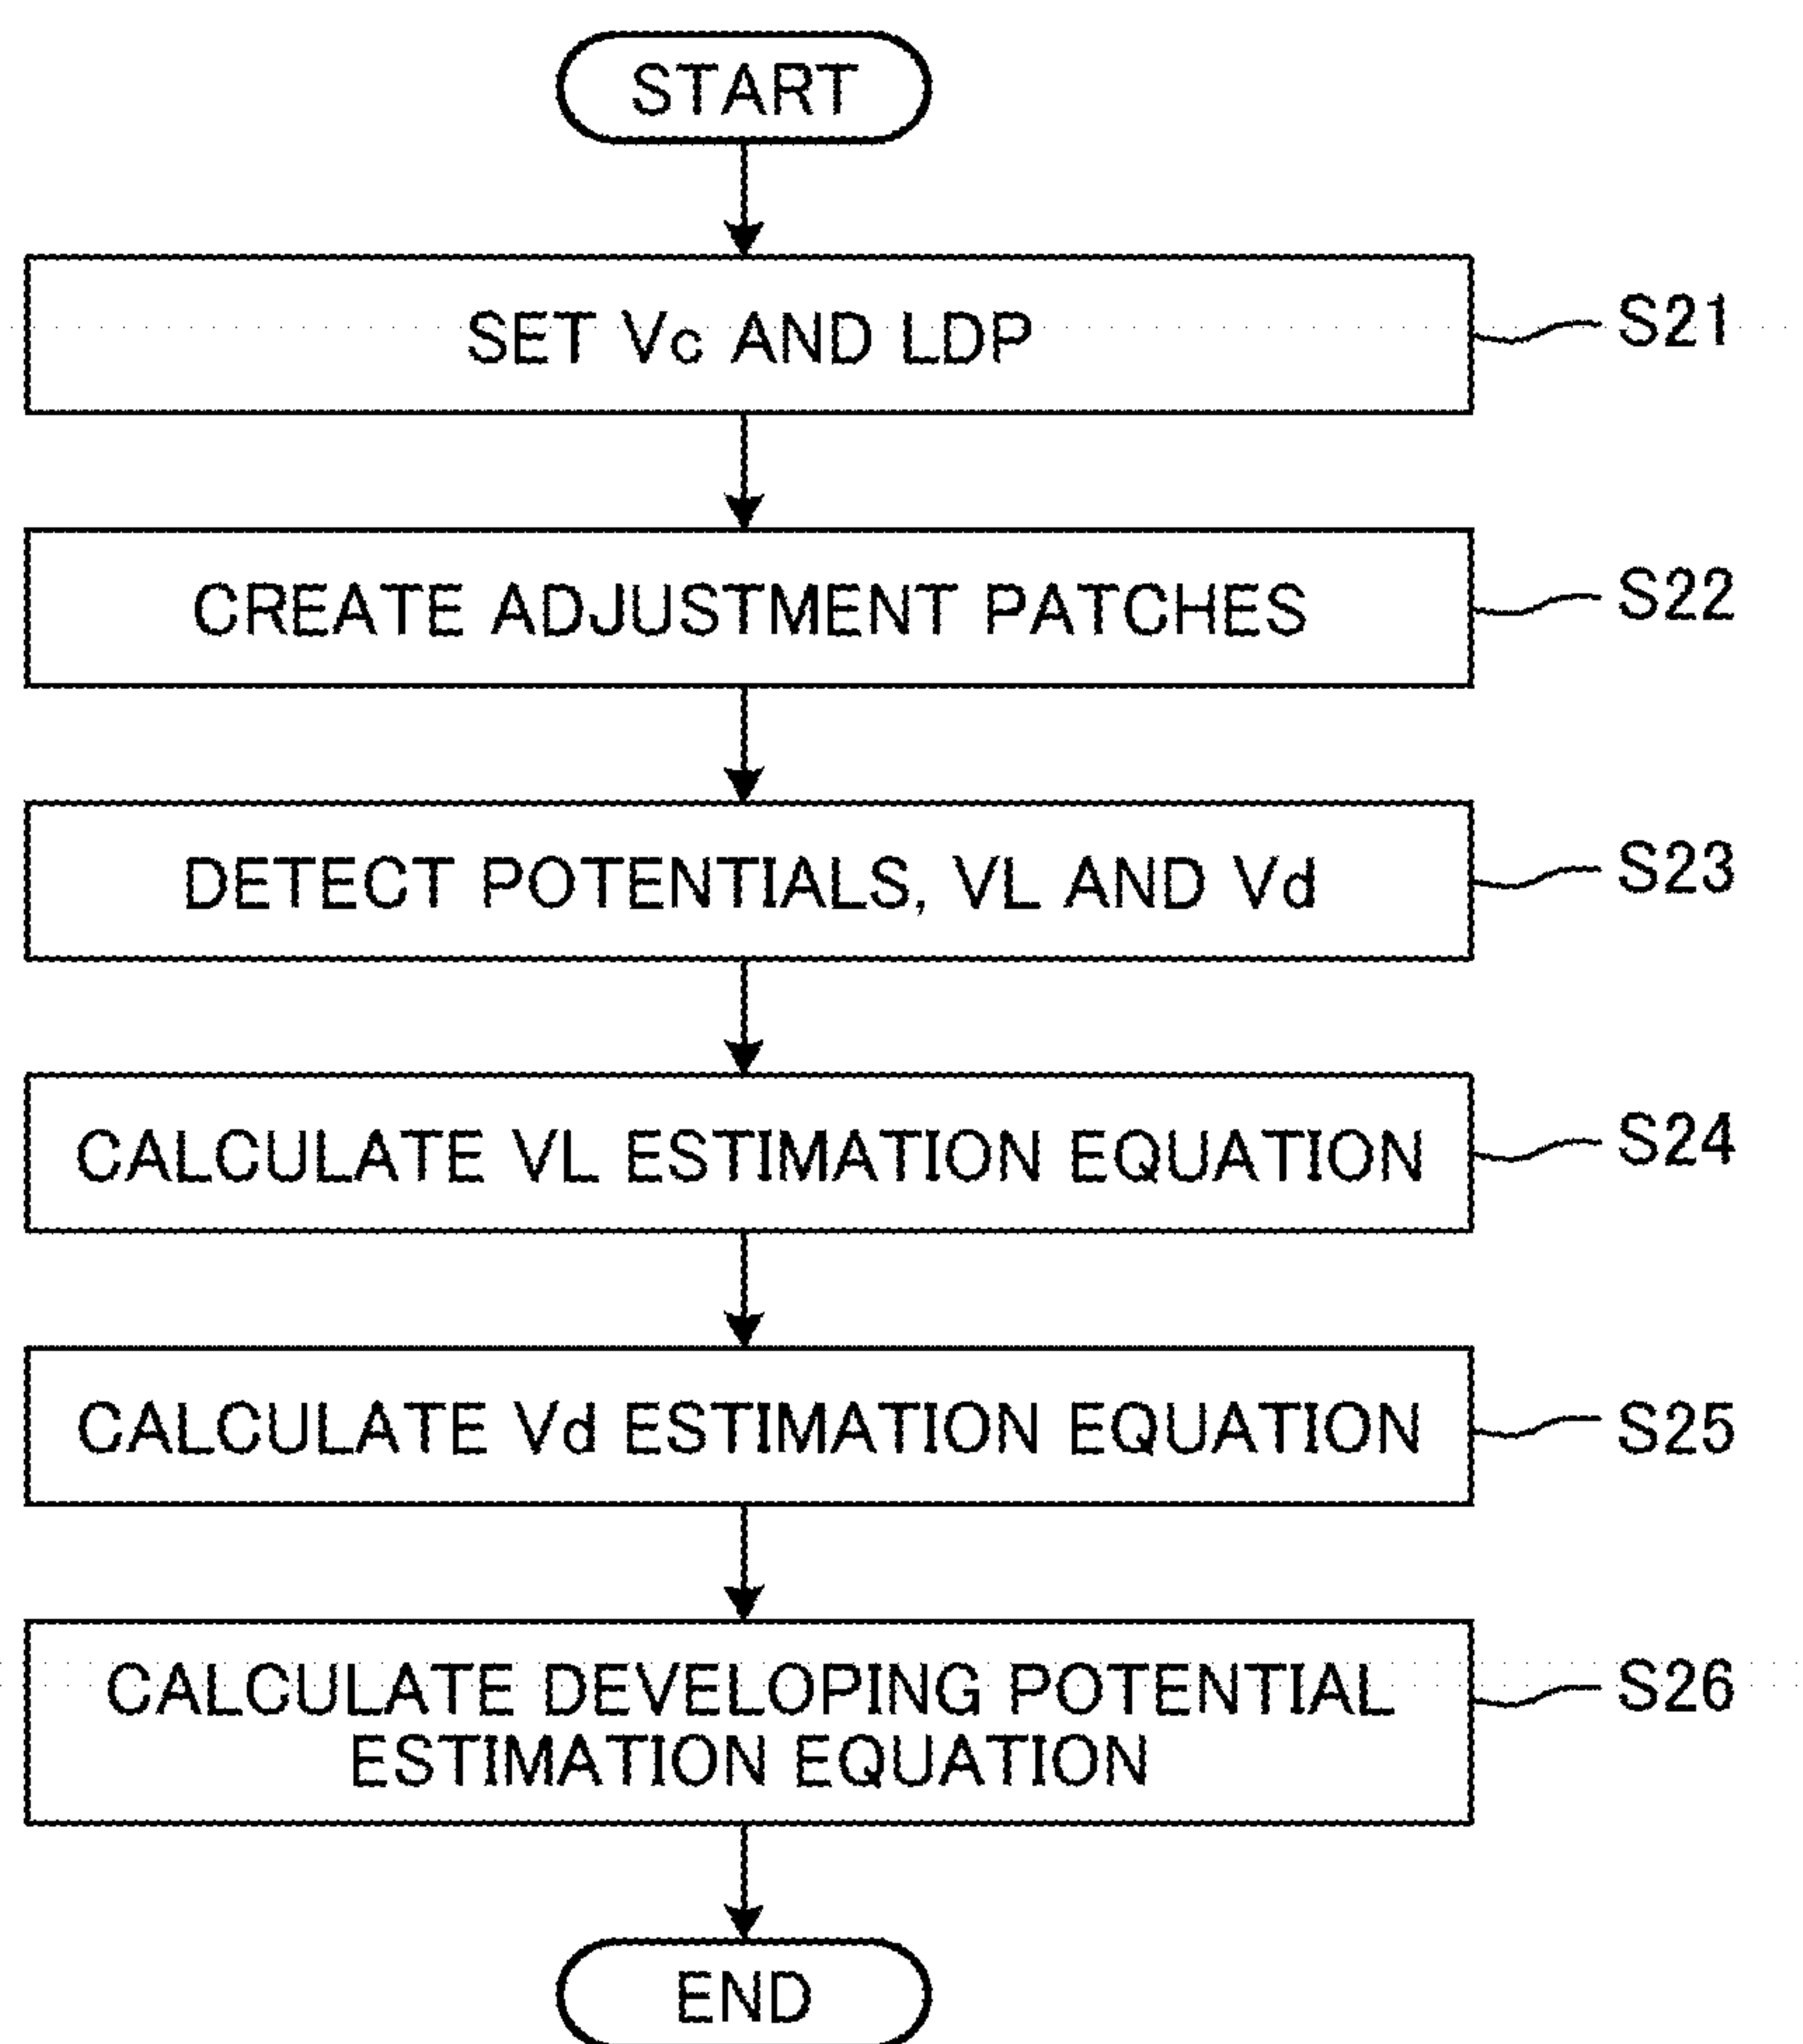 START
SET Vc AND LDP
S21
CREATE ADJUSTMENT PATCHES
S22
DETECT POTENTIALS, VL AND Vd
S23
CALCULATE VL ESTIMATION EQUATION
S24
CALCULATE Vd ESTIMATION EQUATION
S25
CALCULATE DEVELOPING POTENTIAL
ESTIMATION EQUATION
S26
END